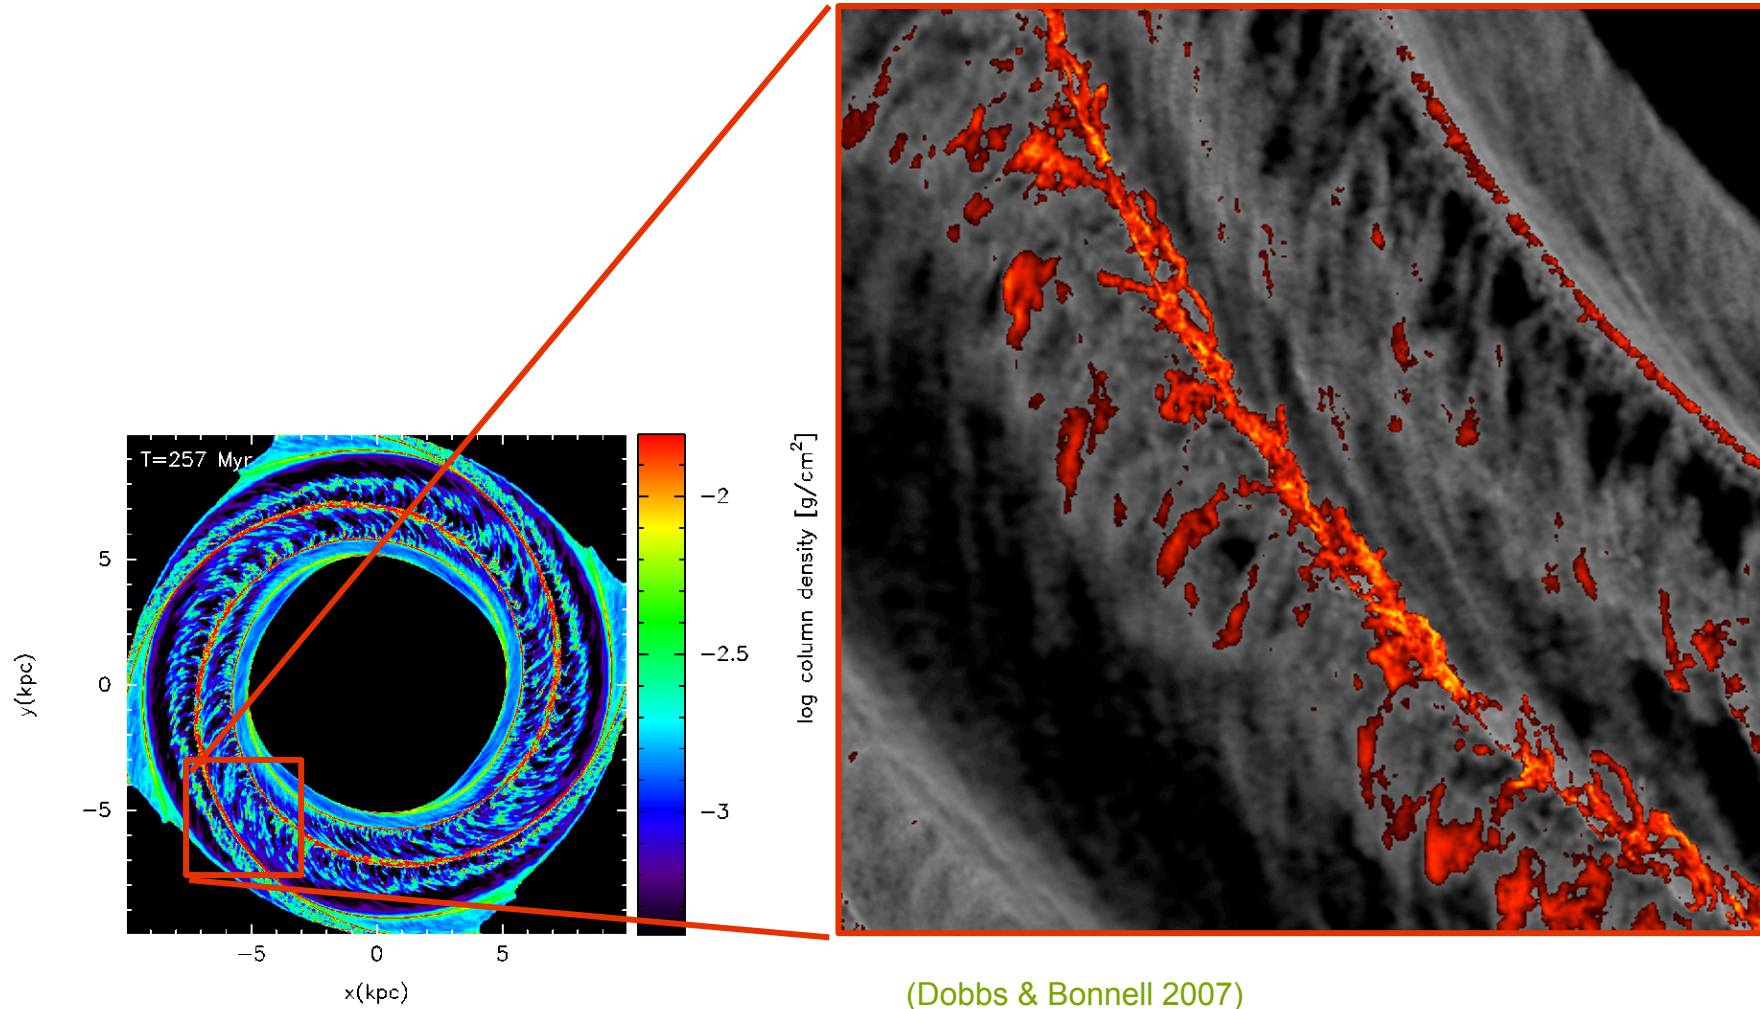 T=257 Myr
5
0
−5
y(kpc)
−5 0 5
x(kpc)
−2
−2.5
−3
log column density [g/cm²]
(Dobbs & Bonnell 2007)